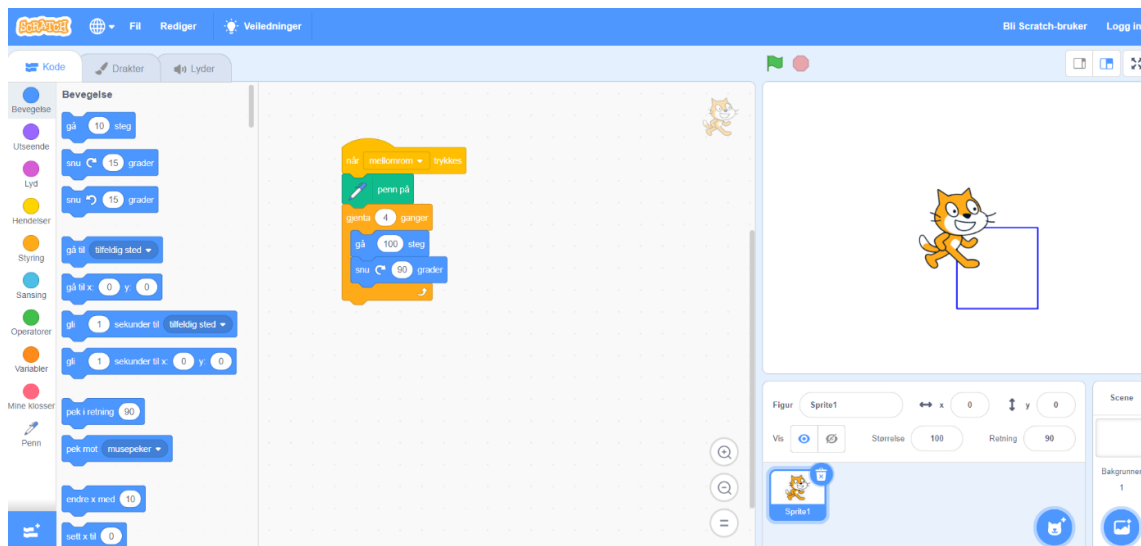 SCRATCH
Fil
Rediger
Veiledninger
Bli Scratch-bruker
Logg in
Kode
Drakter
Lyder
Bevegelse
Utseende
Lyd
Hendelser
Styring
Sansing
Operatorer
Variabler
Mine klosser
Penn
Bevegelse
gå 10 steg
snu 15 grader
snu 15 grader
gå til tilfeldig sted
gå til x: 0 y: 0
gli 1 sekunder til tilfeldig sted
gli 1 sekunder til x: 0 y: 0
pek i retning 90
pek mot musepeker
endre x med 10
sett x til 0
når mellomrom trykkes
penn på
gjenta 4 ganger
gå 100 steg
snu 90 grader
Figur Sprite1 x 0 y 0
Vis Størrelse 100 Retning 90
Sprite1
Scene
Bakgrunner
1